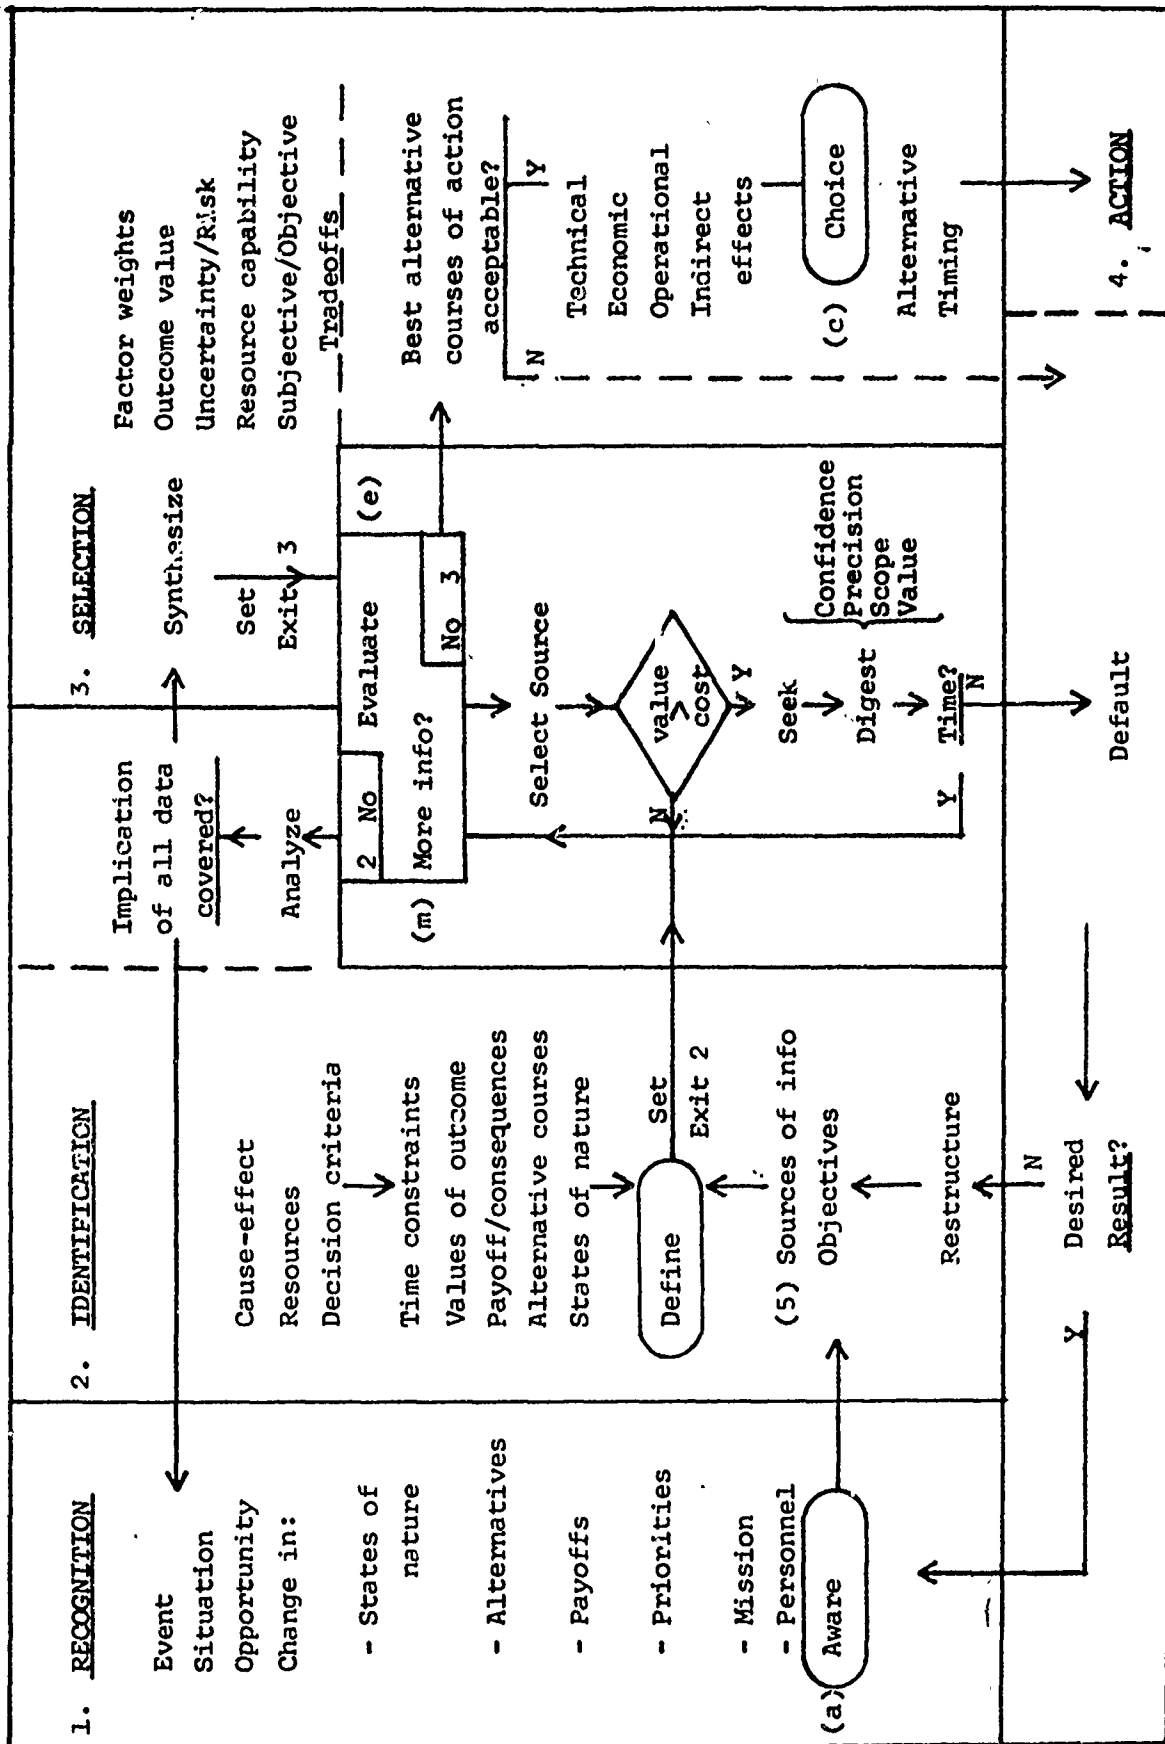 1. RECOGNITION
Event
Situation
Opportunity
Change in:
- States of
nature
- Alternatives
- Payoffs
- Priorities
- Mission
- Personnel
(a) Aware
2. IDENTIFICATION
Cause-effect
Resources
Decision criteria
Time constraints
Values of outcome
Payoff/consequences
Alternative courses
States of nature
Define
Set
Exit 2
(5) Sources of info
Objectives
Restructure
N
Desired
Result?
Y
Implication
of all data
covered?
Analyze
2 No
Evaluate
(m) More info?
No 3
(e)
Select Source
value
>
cost
N
Y
Seek
Digest
Time?
Y
N
Confidence
Precision
Scope
Value
Default
3. SELECTION
Synthesize
Set
Exit 3
Factor weights
Outcome value
Uncertainty/Risk
Resource capability
Subjective/Objective
Tradeoffs
Best alternative
courses of action
acceptable?
N
Y
Technical
Economic
Operational
Indirect
effects
(c) Choice
Alternative
Timing
4. ACTION